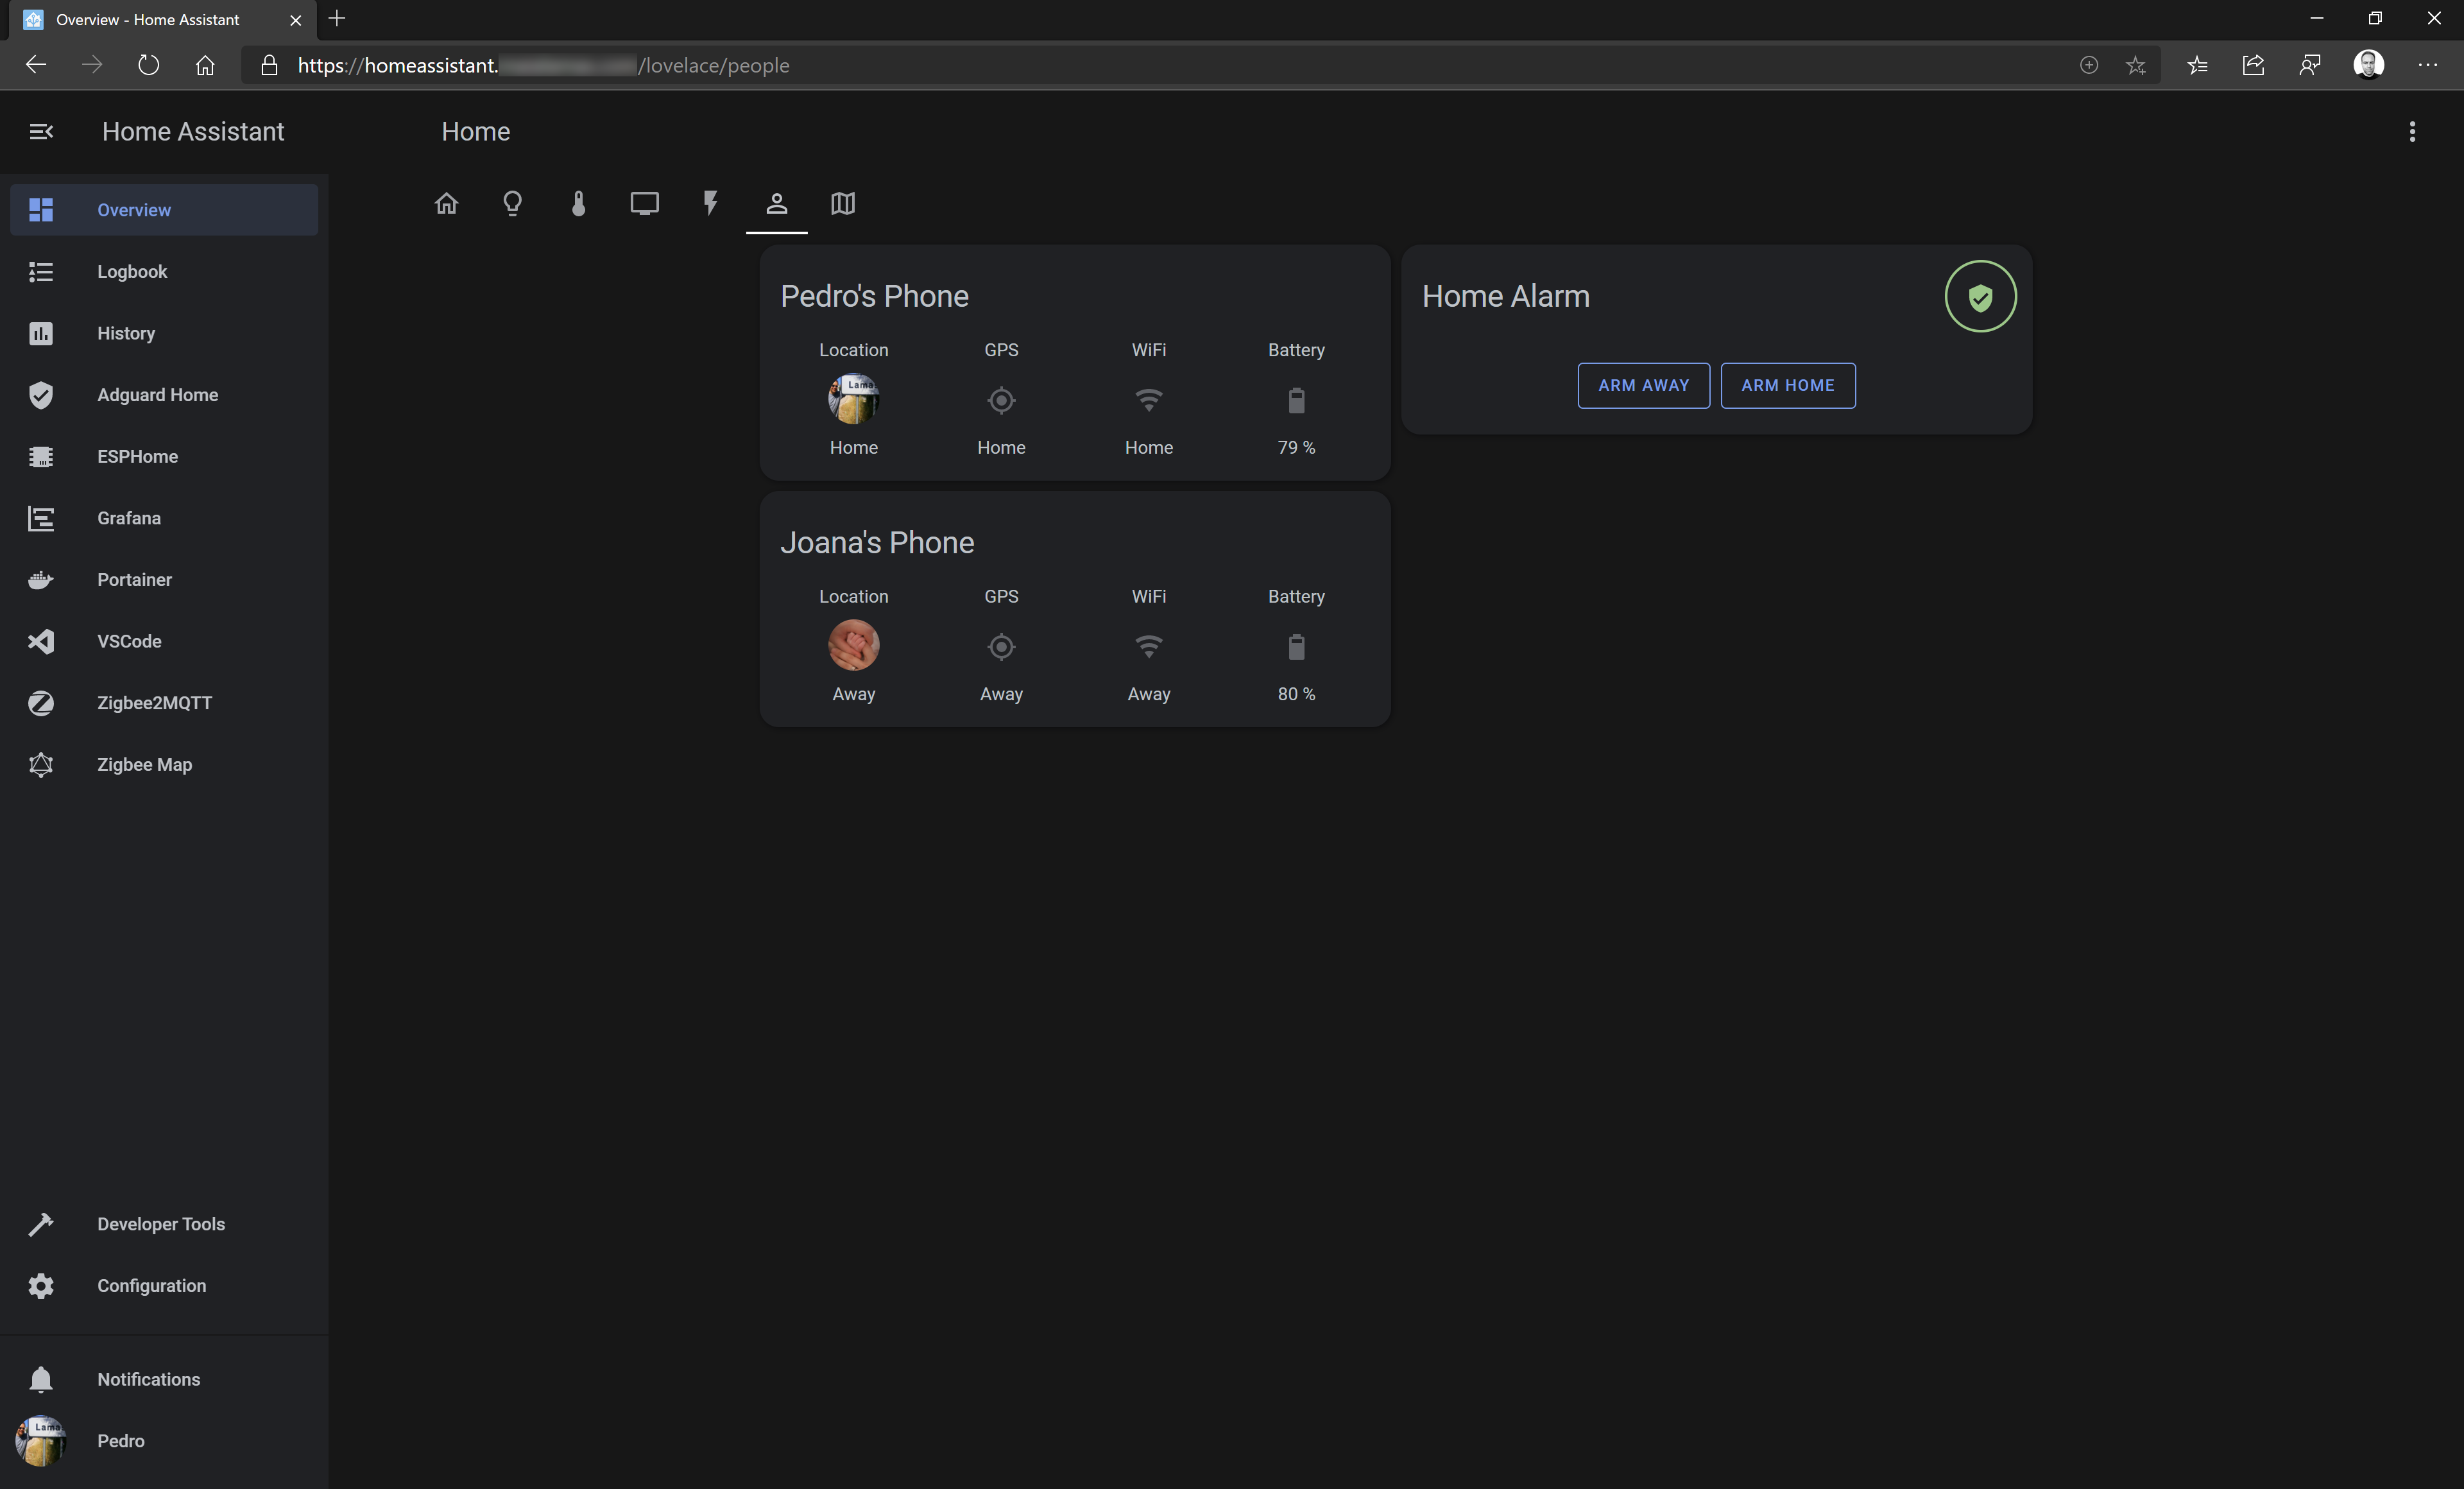 Overview - Home Assistant
https://homeassistant. /lovelace/people
Home Assistant
Home
Overview
Logbook
History
Adguard Home
ESPHome
Grafana
Portainer
VSCode
Zigbee2MQTT
Zigbee Map
Developer Tools
Configuration
Notifications
Lama
Pedro
Pedro's Phone
Location GPS WiFi Battery
Lama
Home Home Home 79 %
Joana's Phone
Location GPS WiFi Battery
Away Away Away 80 %
Home Alarm
ARM AWAY ARM HOME